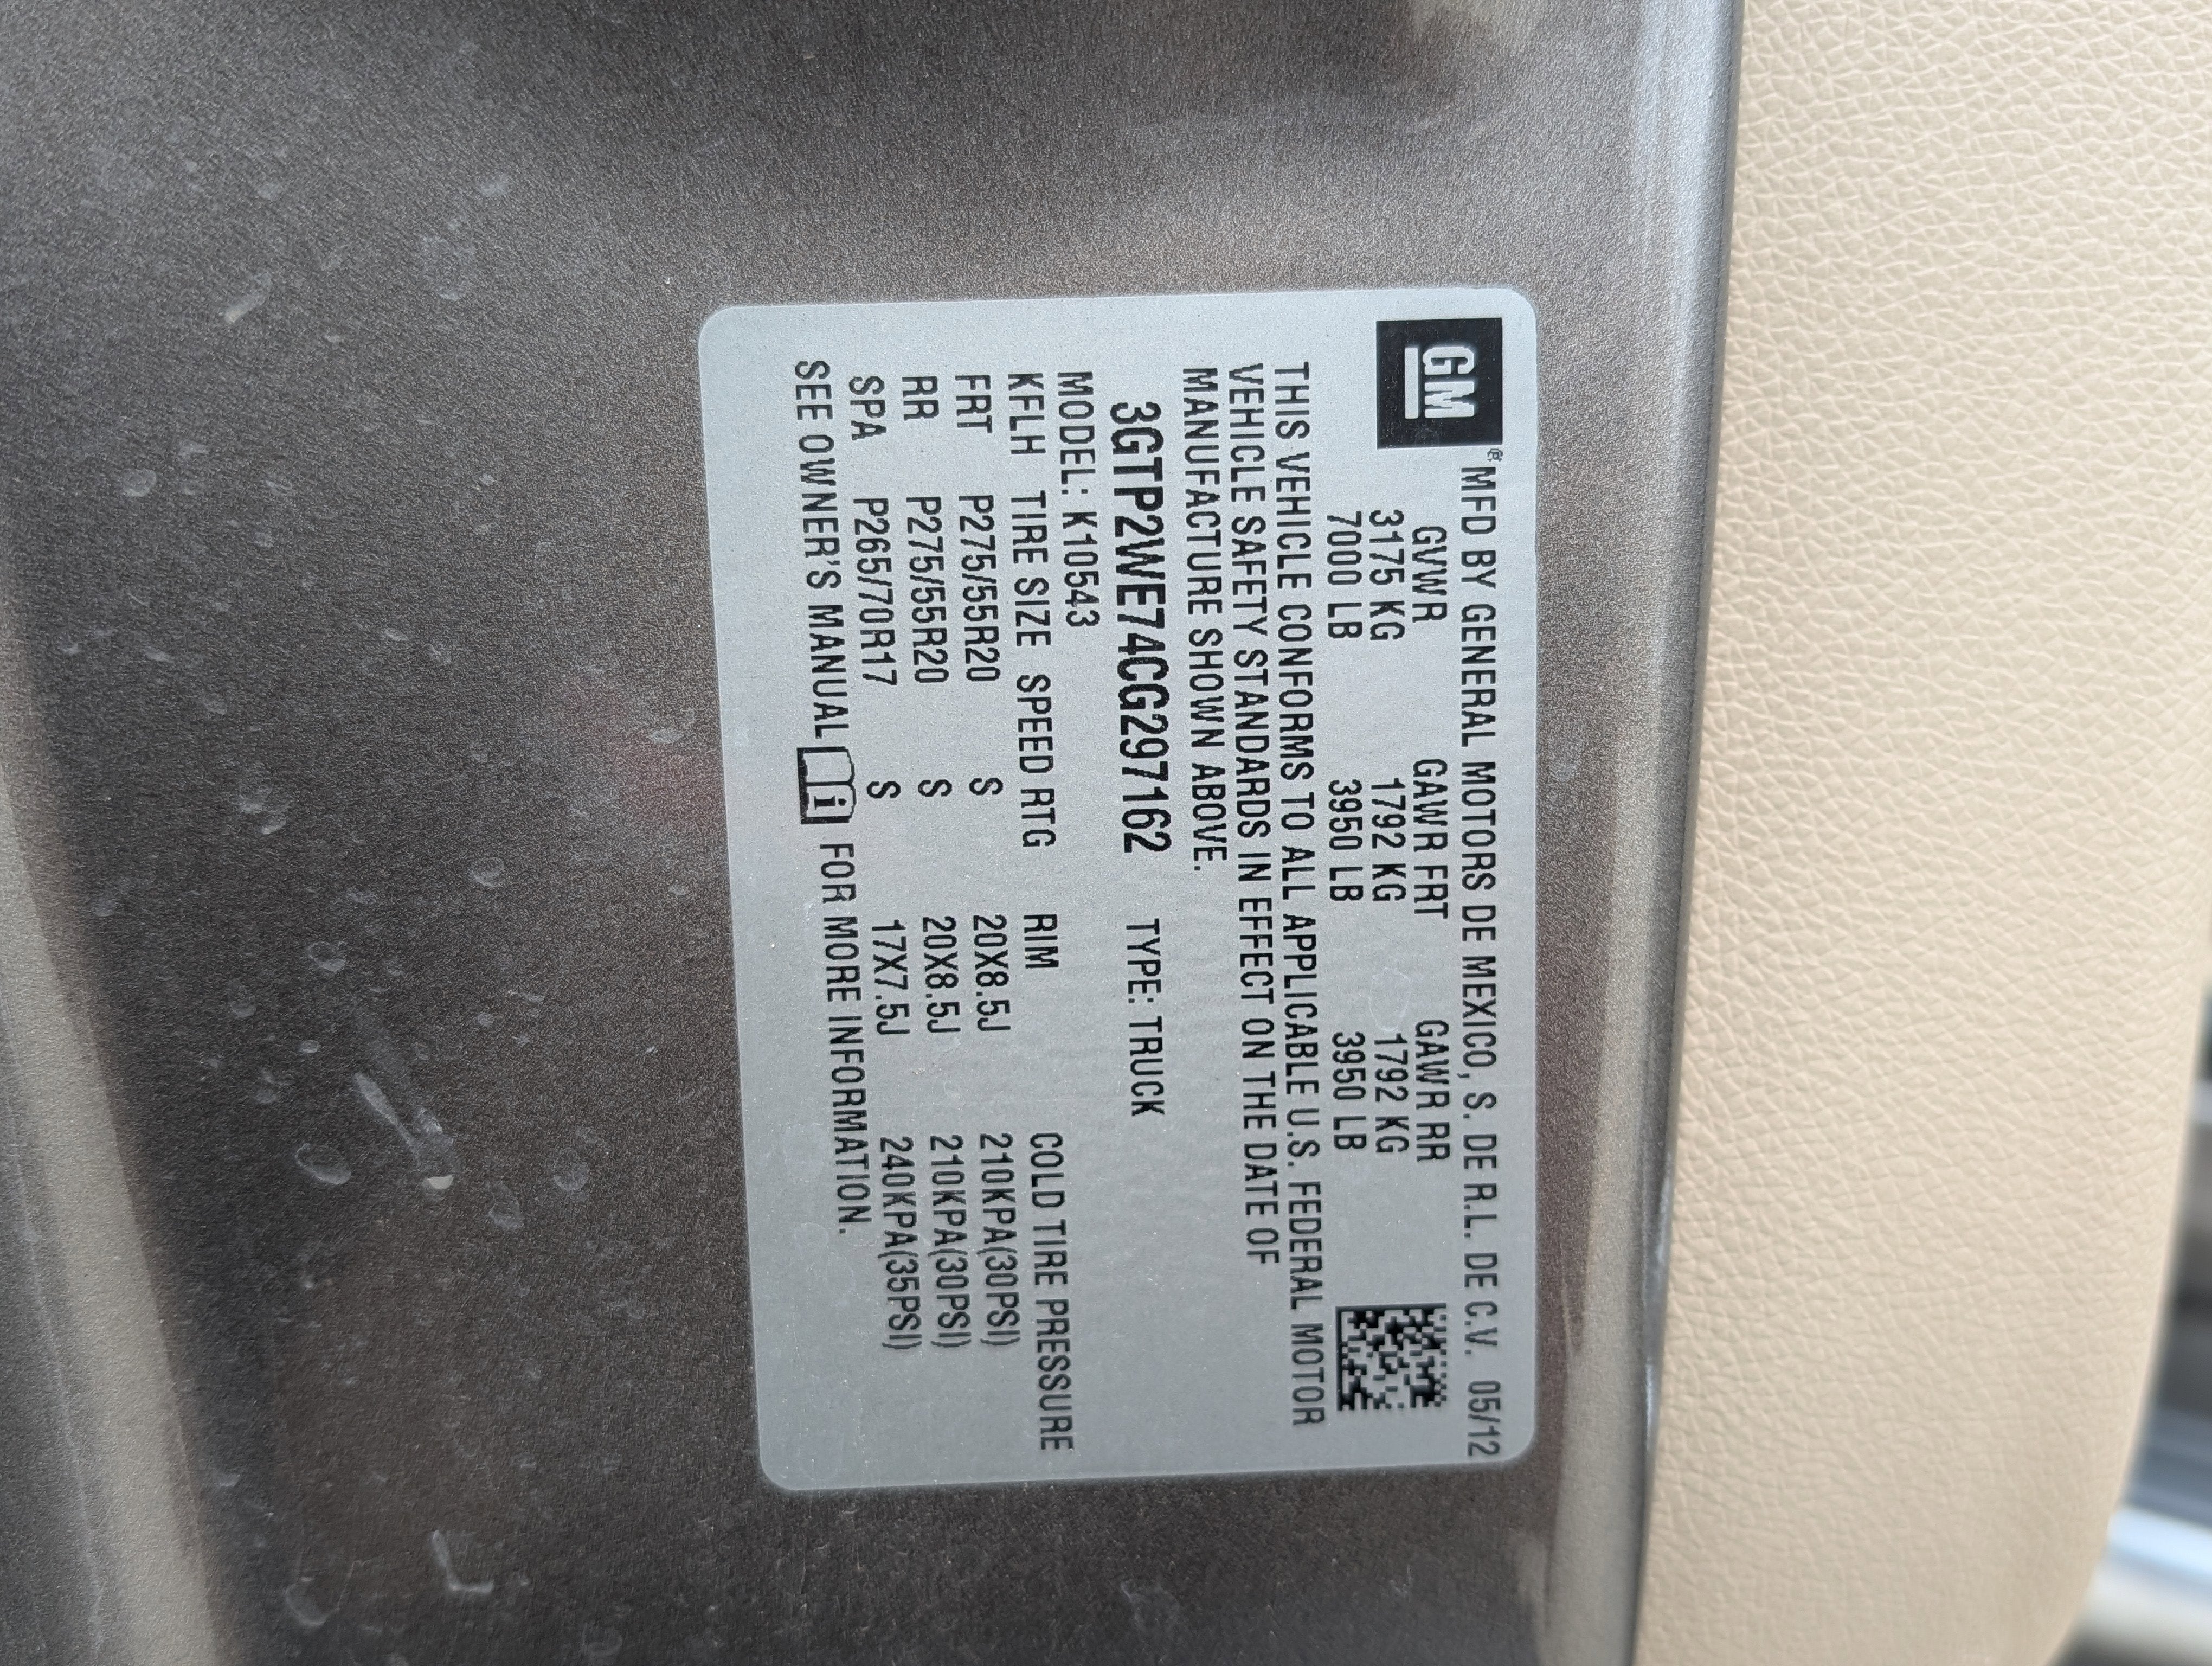 GM
® MFD BY GENERAL MOTORS DE MEXICO, S. DE R.L. DE C.V. 05/12
GVWR GAWR FRT GAWR RR
3175 KG 1792 KG 1792 KG
7000 LB 3950 LB 3950 LB
THIS VEHICLE CONFORMS TO ALL APPLICABLE U.S. FEDERAL MOTOR
VEHICLE SAFETY STANDARDS IN EFFECT ON THE DATE OF
MANUFACTURE SHOWN ABOVE.
3GTP2WE74CG297162 TYPE: TRUCK
MODEL: K10543
KFLH TIRE SIZE SPEED RTG RIM COLD TIRE PRESSURE
FRT P275/55R20 S 20X8.5J 210KPA(30PSI)
RR P275/55R20 S 20X8.5J 210KPA(30PSI)
SPA P265/70R17 S 17X7.5J 240KPA(35PSI)
SEE OWNER'S MANUAL i FOR MORE INFORMATION.